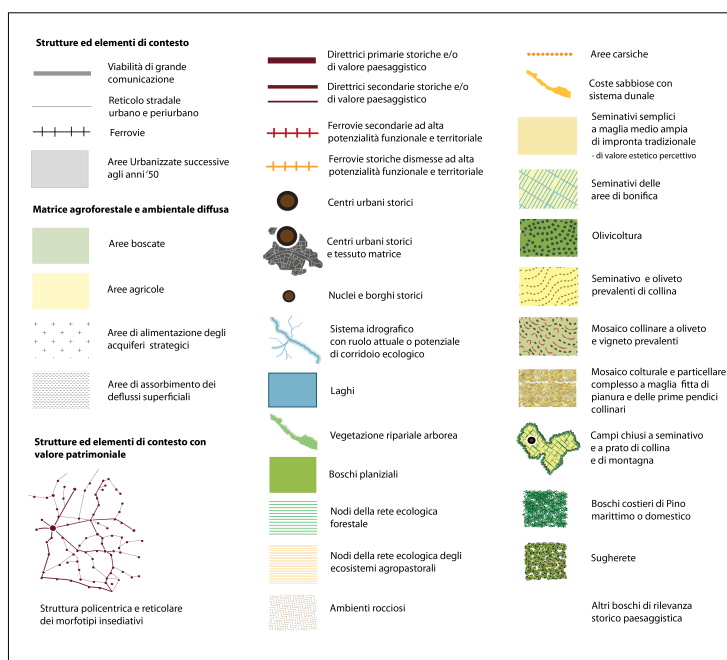 Strutture ed elementi di contesto
Viabilità di grande
comunicazione
Reticolo stradale
urbano e periurbano
Ferrovie
Aree Urbanizzate successive
agli anni '50
Matrice agroforestale e ambientale diffusa
Aree boscate
Aree agricole
Aree di alimentazione degli
acquiferi strategici
Aree di assorbimento dei
deflussi superficiali
Strutture ed elementi di contesto con
valore patrimoniale
Struttura policentrica e reticolare
dei morfotipi insediativi
Direttrici primarie storiche e/o
di valore paesaggistico
Direttrici secondarie storiche e/o
di valore paesaggistico
Ferrovie secondarie ad alta
potenzialità funzionale e territoriale
Ferrovie storiche dismesse ad alta
potenzialità funzionale e territoriale
Centri urbani storici
Centri urbani storici
e tessuto matrice
Nuclei e borghi storici
Sistema idrografico
con ruolo attuale o potenziale
di corridoio ecologico
Laghi
Vegetazione ripariale arborea
Boschi planiziali
Nodi della rete ecologica
forestale
Nodi della rete ecologica degli
ecosistemi agropastorali
Ambienti rocciosi
Aree carsiche
Coste sabbiose con
sistema dunale
Seminativi semplici
a maglia medio ampia
di impronta tradizionale
- di valore estetico percettivo
Seminativi delle
aree di bonifica
Olivicoltura
Seminativo e oliveto
prevalenti di collina
Mosaico collinare a oliveto
e vigneto prevalenti
Mosaico colturale e particellare
complesso a maglia fitta di
pianura e delle prime pendici
collinari
Campi chiusi a seminativo
e a prato di collina
e di montagna
Boschi costieri di Pino
marittimo o domestico
Sugherete
Altri boschi di rilevanza
storico paesaggistica